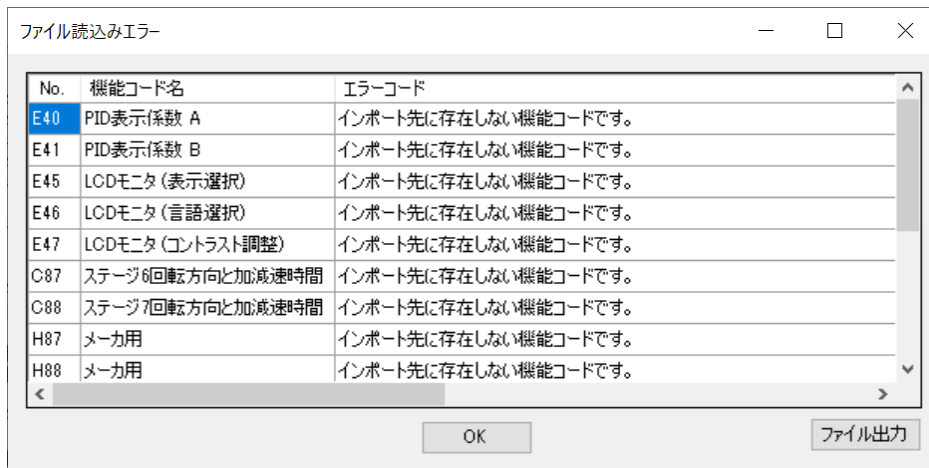 ファイル読込みエラー
No. 機能コード名 エラーコード
E40 PID表示係数 A インポート先に存在しない機能コードです。
E41 PID表示係数 B インポート先に存在しない機能コードです。
E45 LCDモニタ(表示選択) インポート先に存在しない機能コードです。
E46 LCDモニタ(言語選択) インポート先に存在しない機能コードです。
E47 LCDモニタ(コントラスト調整) インポート先に存在しない機能コードです。
C87 ステージ6回転方向と加減速時間 インポート先に存在しない機能コードです。
C88 ステージ7回転方向と加減速時間 インポート先に存在しない機能コードです。
H87 メーカ用 インポート先に存在しない機能コードです。
H88 メーカ用 インポート先に存在しない機能コードです。
OK ファイル出力